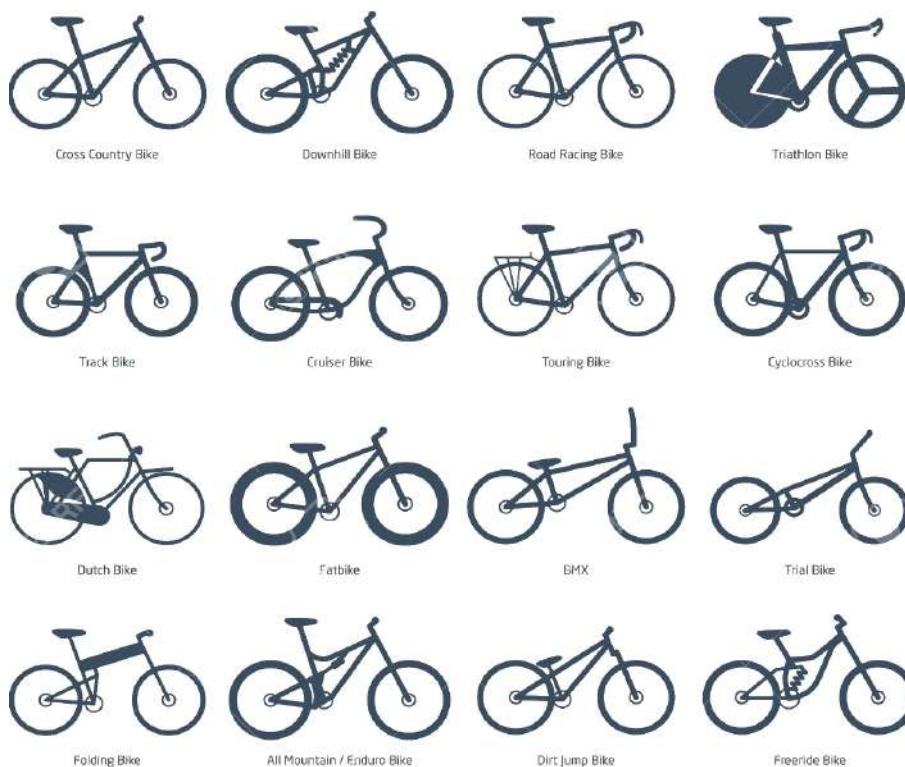 Cross Country Bike
Downhill Bike
Road Racing Bike
Triathlon Bike
Track Bike
Cruiser Bike
Touring Bike
Cyclocross Bike
Dutch Bike
Fatbike
BMX
Trial Bike
Folding Bike
All Mountain / Enduro Bike
Dirt Jump Bike
Freeride Bike